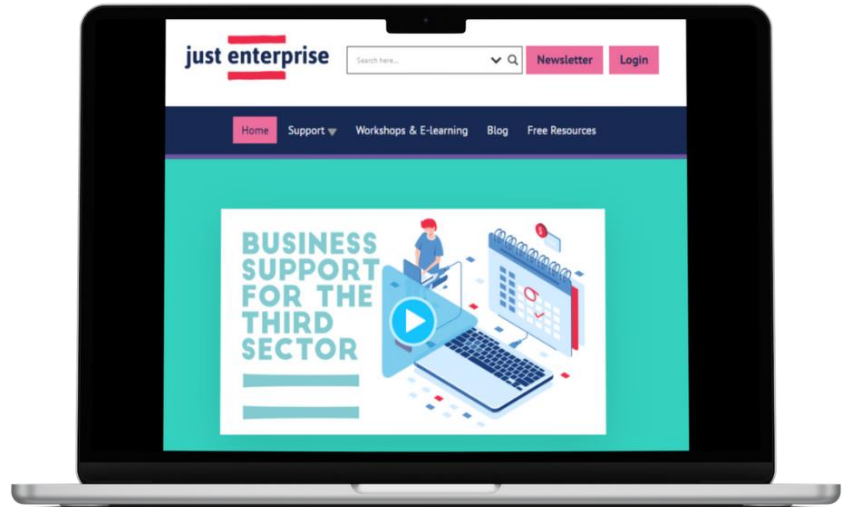 just enterprise
Search here...
Newsletter
Login
Home
Support
Workshops & E-learning
Blog
Free Resources
BUSINESS
SUPPORT
FOR THE
THIRD
SECTOR
$